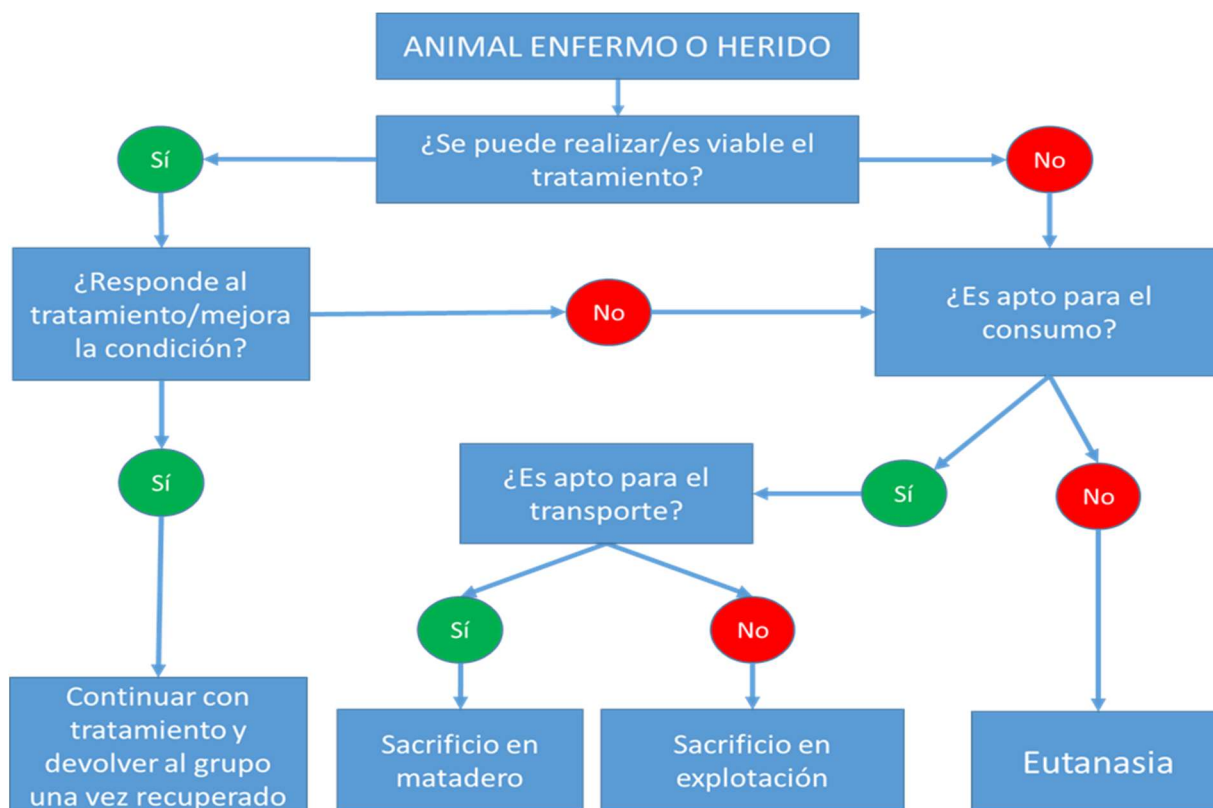 ANIMAL ENFERMO O HERIDO
¿Se puede realizar/es viable el
tratamiento?
Sí
No
¿Responde al
tratamiento/mejora
la condición?
No
¿Es apto para el
consumo?
Sí
¿Es apto para el
transporte?
Sí
No
Sí
No
Continuar con
tratamiento y
devolver al grupo
una vez recuperado
Sacrificio en
matadero
Sacrificio en
explotación
Eutanasia